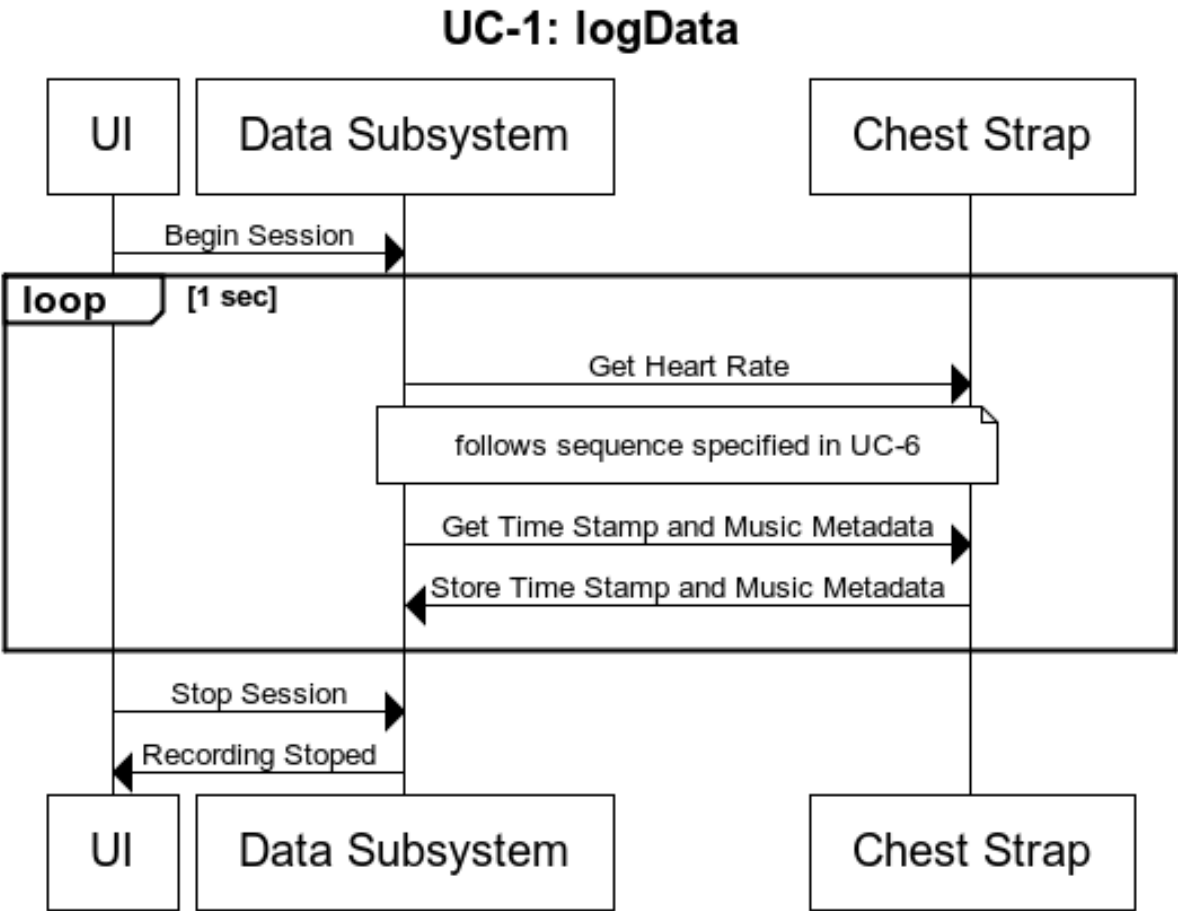 UC-1: logData
UI
Data Subsystem
Chest Strap
Begin Session
loop
[1 sec]
Get Heart Rate
follows sequence specified in UC-6
Get Time Stamp and Music Metadata
Store Time Stamp and Music Metadata
Stop Session
Recording Stoped
UI
Data Subsystem
Chest Strap